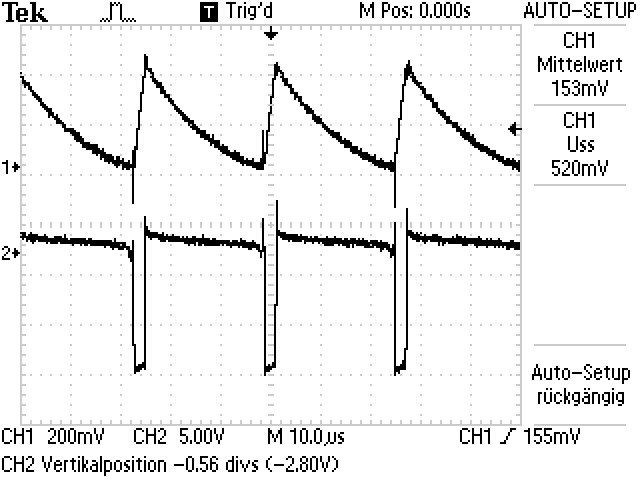 Tek T Trig'd M Pos: 0.000s AUTO-SETUP
CH1
Mittelwert
153mV
CH1
Uss
520mV
1
2
Auto-Setup
rückgängig
CH1 200mV CH2 5.00V M 10.0µs CH1 155mV
CH2 Vertikalposition -0.56 divs (-2.80V)